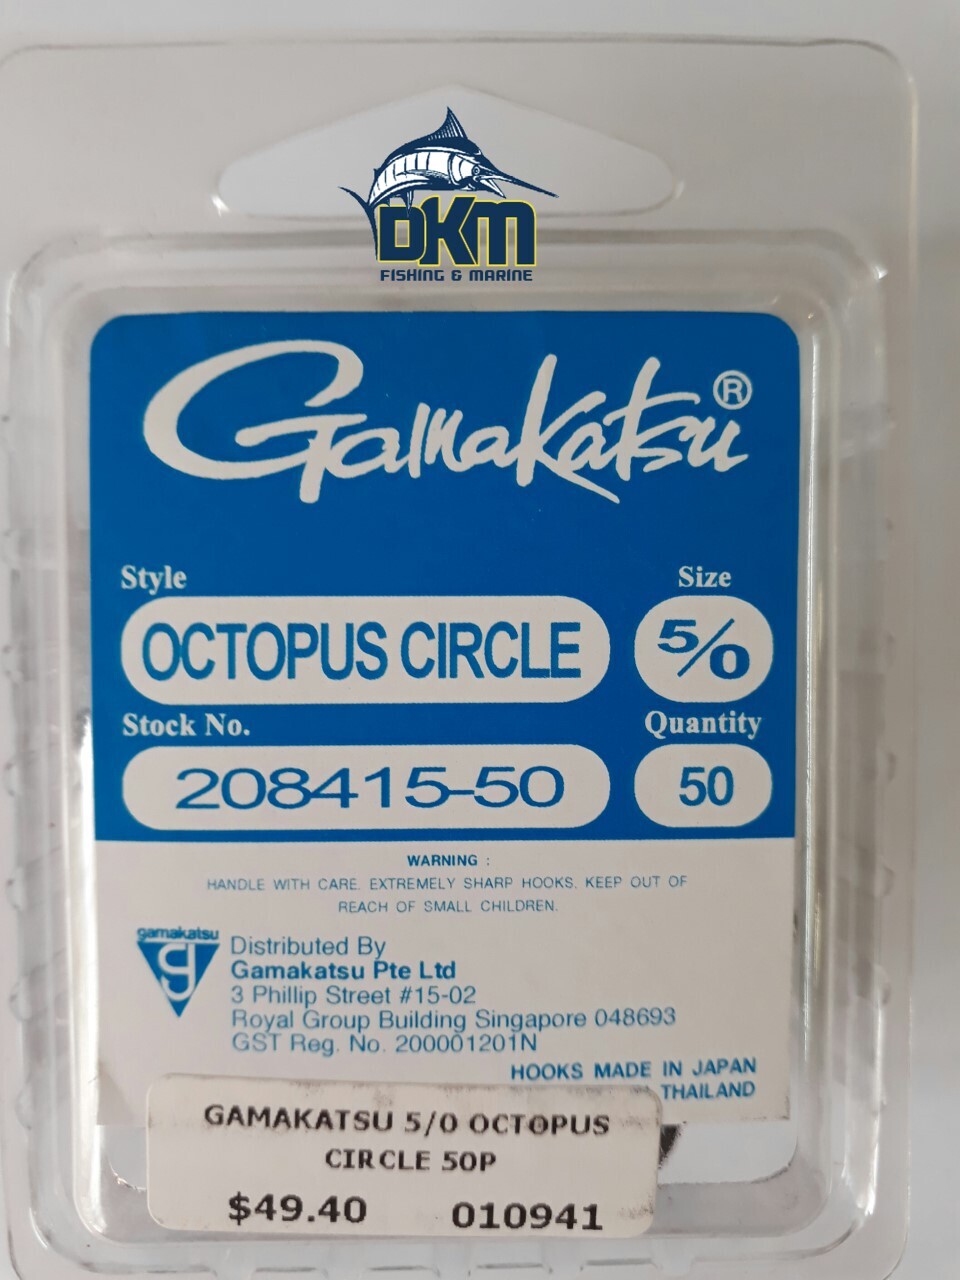 DKM
FISHING & MARINE
Gamakatsu®
Style
Size
OCTOPUS CIRCLE
5/0
Stock No.
Quantity
208415-50
50
WARNING :
HANDLE WITH CARE. EXTREMELY SHARP HOOKS. KEEP OUT OF
REACH OF SMALL CHILDREN.
gamakatsu
g
Distributed By
Gamakatsu Pte Ltd
3 Phillip Street #15-02
Royal Group Building Singapore 048693
GST Reg. No. 200001201N
HOOKS MADE IN JAPAN
THAILAND
GAMAKATSU 5/0 OCTOPUS
CIRCLE 50P
$49.40 010941